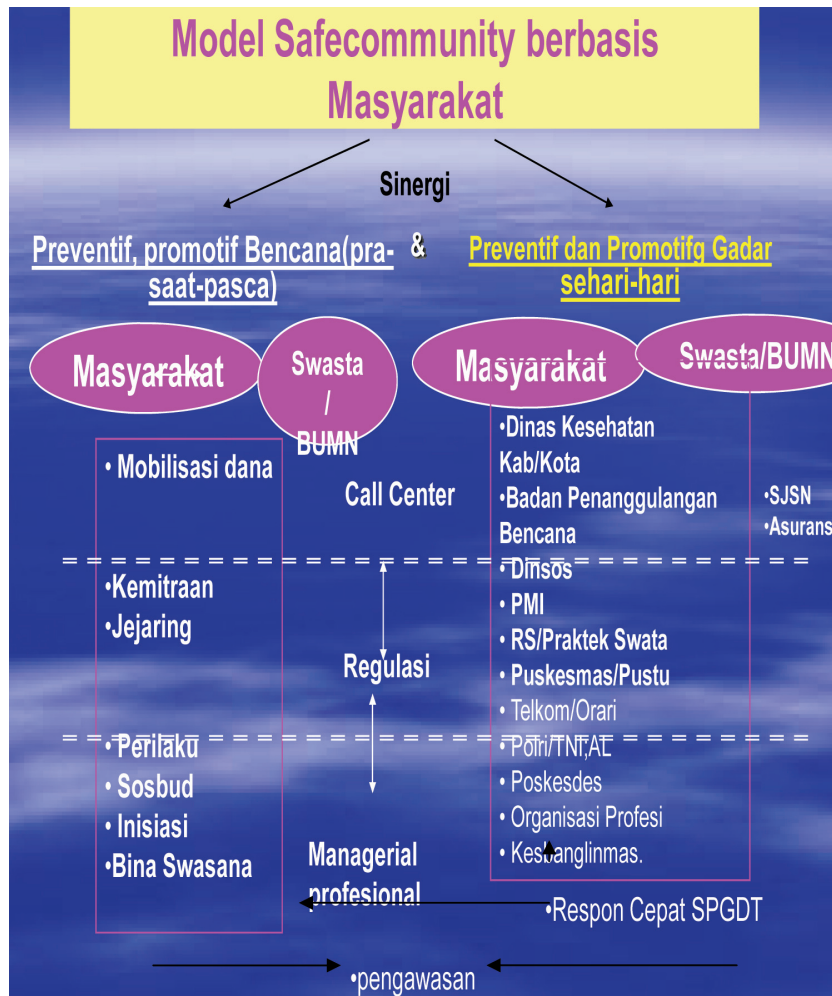 Model Safecommunity berbasis
Masyarakat
Sinergi
Preventif, promotif Bencana(pra-
saat-pasca)
&
Preventif dan Promotifg Gadar
sehari-hari
Masyarakat
Swasta
/
BUMN
Masyarakat
Swasta/BUMN
• Mobilisasi dana
•Kemitraan
•Jejaring
• Perilaku
• Sosbud
• Inisiasi
•Bina Swasana
Call Center
Regulasi
Managerial
profesional
•Dinas Kesehatan
Kab/Kota
•Badan Penanggulangan
Bencana
• Dinsos
• PMI
• RS/Praktek Swata
• Puskesmas/Pustu
• Telkom/Orari
• Polri/TNI,AL
• Poskesdes
• Organisasi Profesi
• Kesbanglinmas.
•SJSN
•Asurans
•Respon Cepat SPGDT
•pengawasan